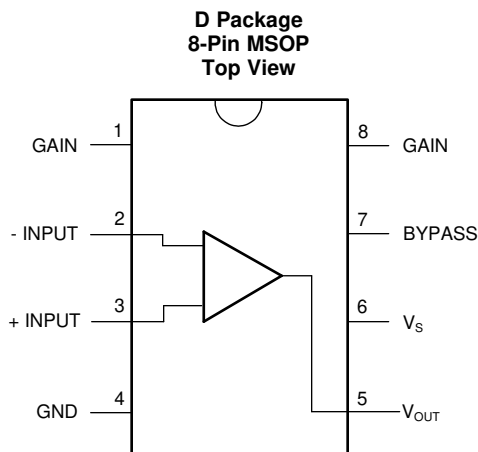 D Package
8-Pin MSOP
Top View
GAIN 1
8 GAIN
- INPUT 2
7 BYPASS
+ INPUT 3
6 VS
GND 4
5 VOUT